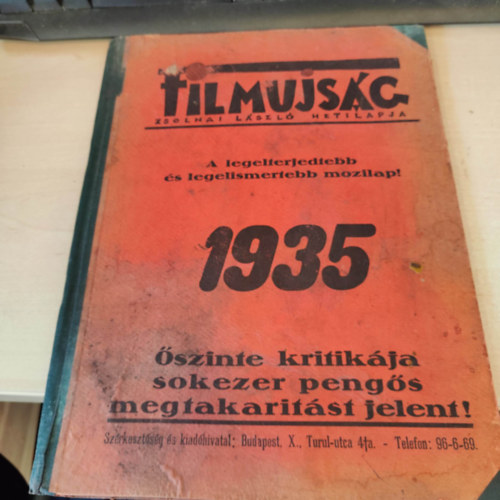 FILMUJSÁG
ZSOLNAI LÁSZLÓ HETILAPJA
A legelterjedtebb
és legelismertebb mozilap!
1935
Őszinte kritikája
sokezer pengős
megtakaritást jelent!
Szerkesztőség és kiadóhivatal: Budapest, X., Turul-utca 4/a. - Telefon: 96-6-69.